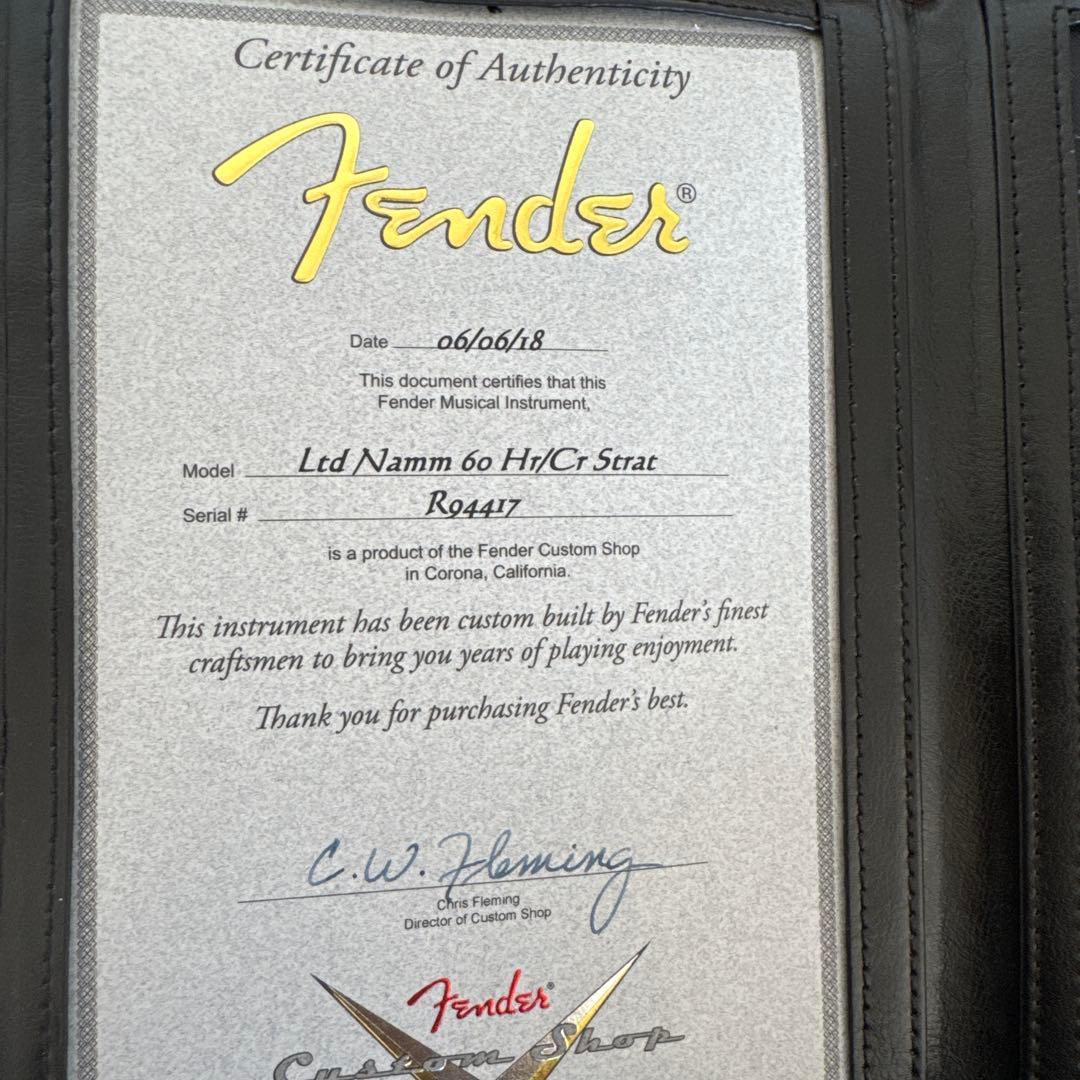 Certificate of Authenticity
Fender®
Date 06/06/18
This document certifies that this
Fender Musical Instrument,
Model Ltd Namm 60 Hr/Cr Strat
Serial # R94417
is a product of the Fender Custom Shop
in Corona, California.
This instrument has been custom built by Fender's finest
craftsmen to bring you years of playing enjoyment.
Thank you for purchasing Fender's best.
C.W. Fleming
Chris Fleming
Director of Custom Shop
Fender®
Custom Shop